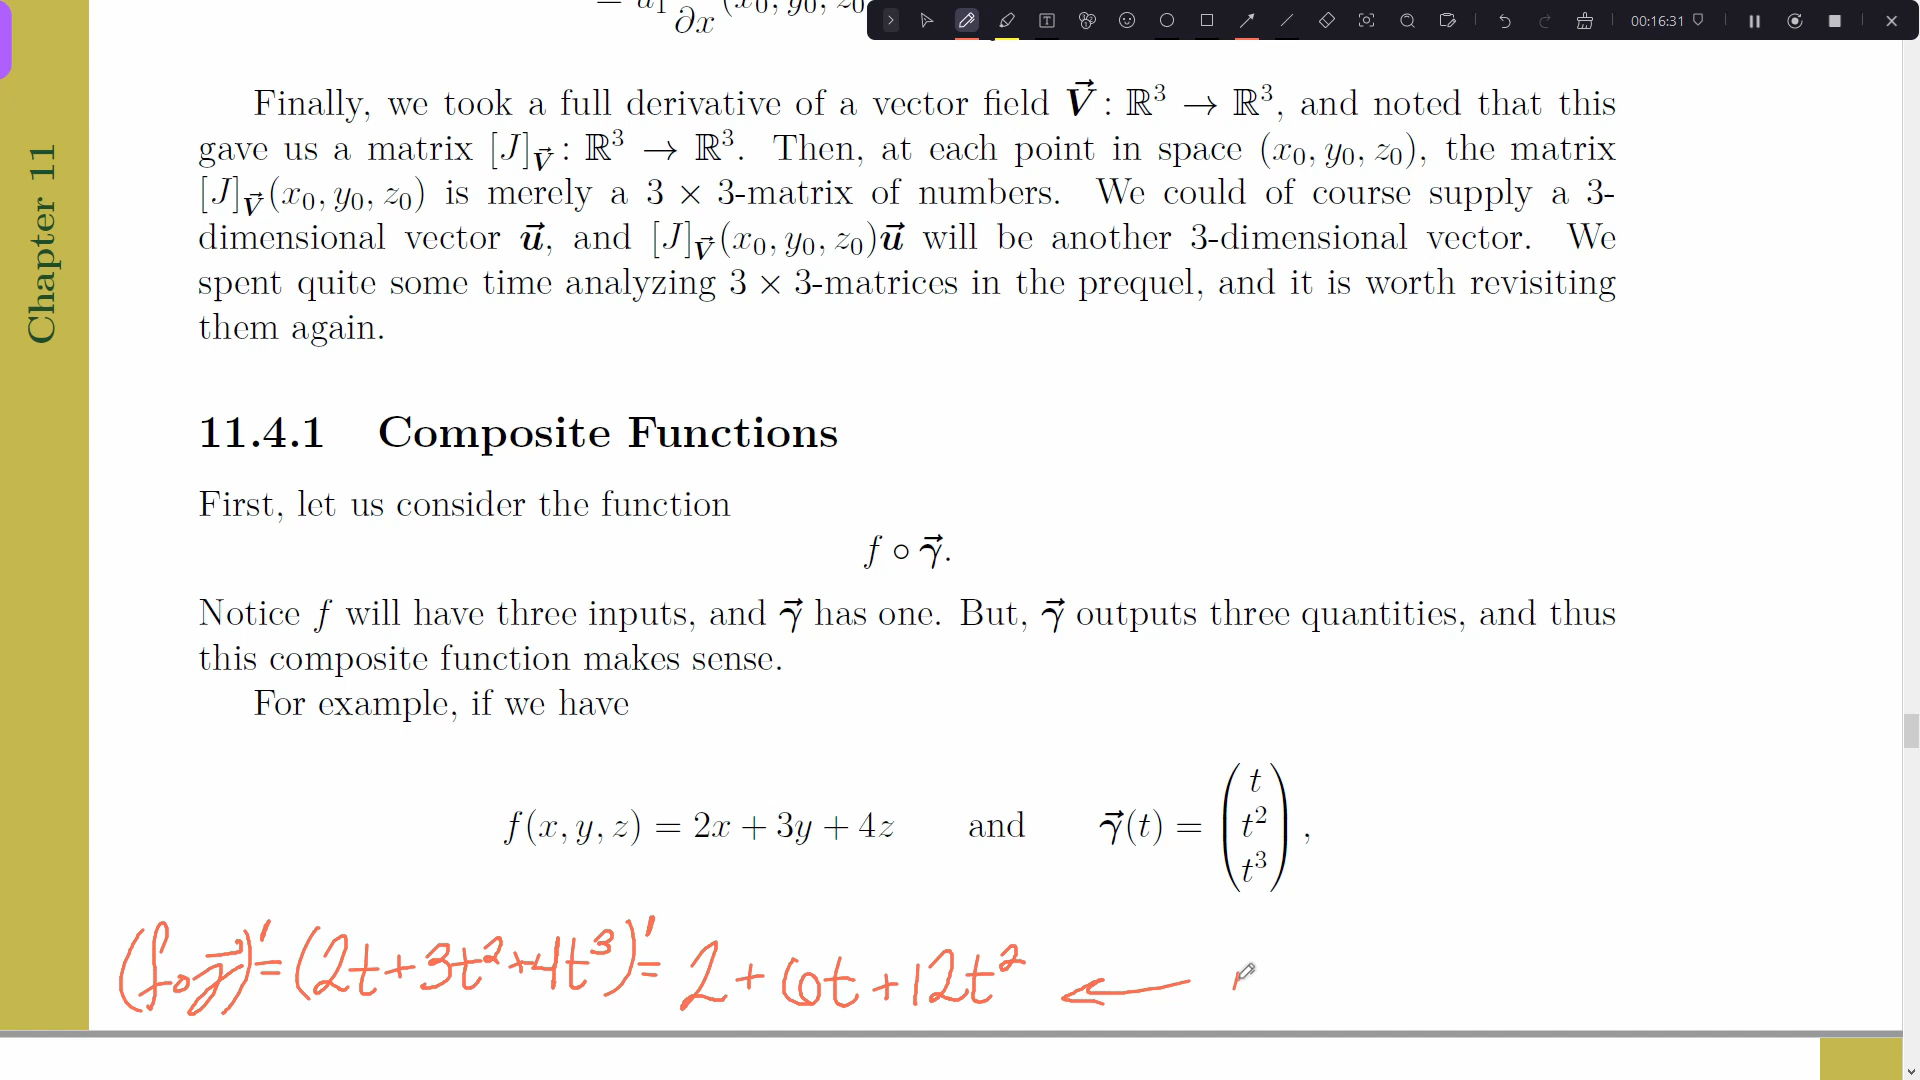 00:16:31
Chapter 11
Finally, we took a full derivative of a vector field V⃗ : ℝ³ → ℝ³, and noted that this
gave us a matrix [J]_V⃗ : ℝ³ → ℝ³. Then, at each point in space (x₀, y₀, z₀), the matrix
[J]_V⃗(x₀, y₀, z₀) is merely a 3 × 3-matrix of numbers. We could of course supply a 3-
dimensional vector u⃗, and [J]_V⃗(x₀, y₀, z₀)u⃗ will be another 3-dimensional vector. We
spent quite some time analyzing 3 × 3-matrices in the prequel, and it is worth revisiting
them again.
11.4.1 Composite Functions
First, let us consider the function
f ∘ γ⃗.
Notice f will have three inputs, and γ⃗ has one. But, γ⃗ outputs three quantities, and thus
this composite function makes sense.
For example, if we have
f(x, y, z) = 2x + 3y + 4z and γ⃗(t) = (t
t²
t³),
(f∘γ⃗)' = (2t + 3t² + 4t³)' = 2 + 6t + 12t² ←